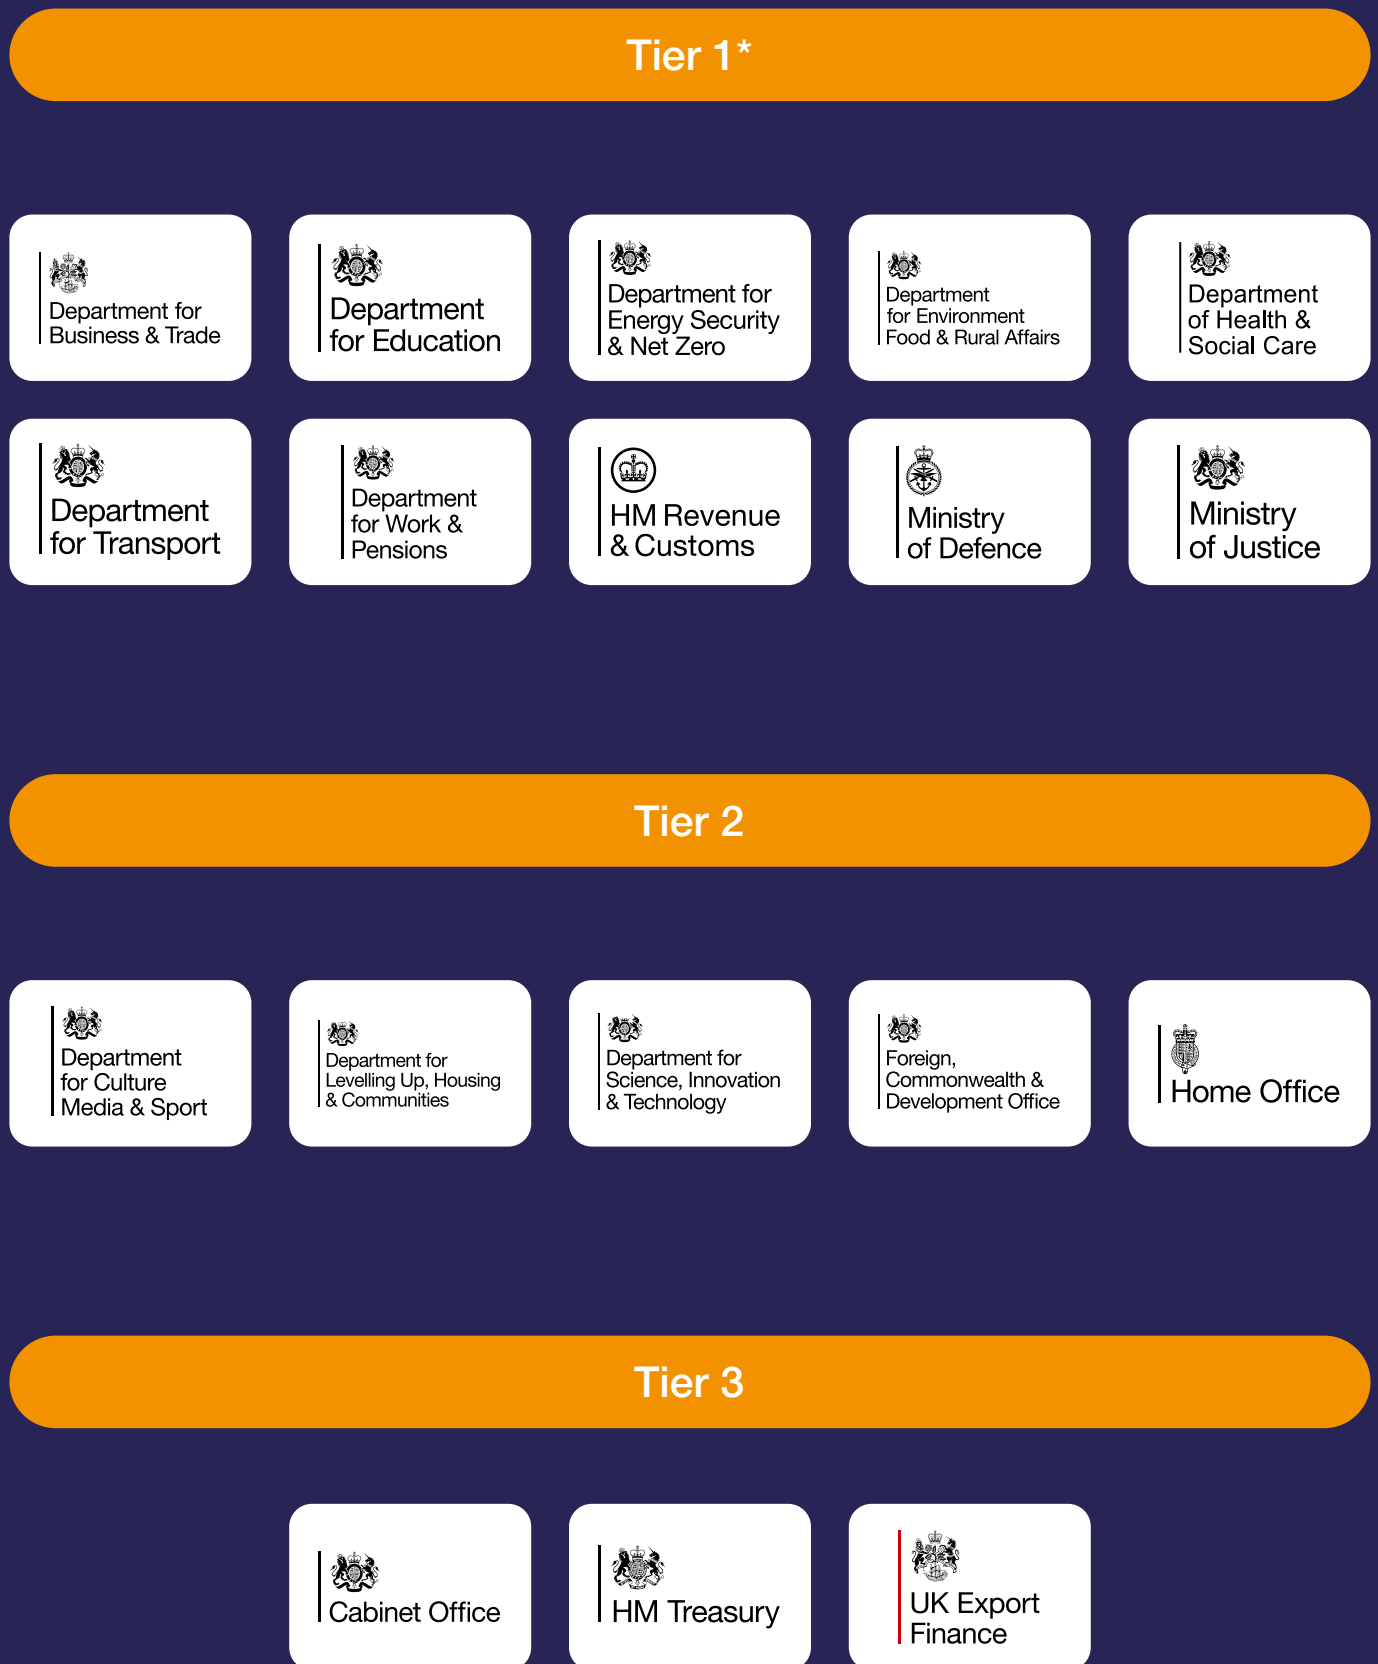 Tier 1*
Department for
Business & Trade
Department
for Education
Department for
Energy Security
& Net Zero
Department
for Environment
Food & Rural Affairs
Department
of Health &
Social Care
Department
for Transport
Department
for Work &
Pensions
HM Revenue
& Customs
Ministry
of Defence
Ministry
of Justice
Tier 2
Department
for Culture
Media & Sport
Department for
Levelling Up, Housing
& Communities
Department for
Science, Innovation
& Technology
Foreign,
Commonwealth &
Development Office
Home Office
Tier 3
Cabinet Office
HM Treasury
UK Export
Finance